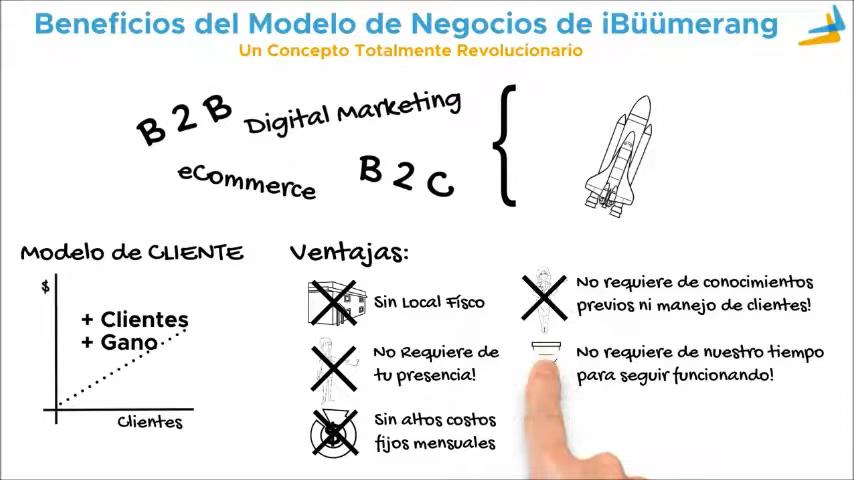 Beneficios del Modelo de Negocios de iBüümerang
Un Concepto Totalmente Revolucionario
B 2 B
Digital Marketing
eCommerce
B 2 C
Modelo de CLIENTE
$
+ Clientes
+ Gano
Clientes
Ventajas:
Sin Local Físco
No Requiere de
tu presencia!
$
Sin altos costos
fijos mensuales
No requiere de conocimientos
previos ni manejo de clientes!
No requiere de nuestro tiempo
para seguir funcionando!